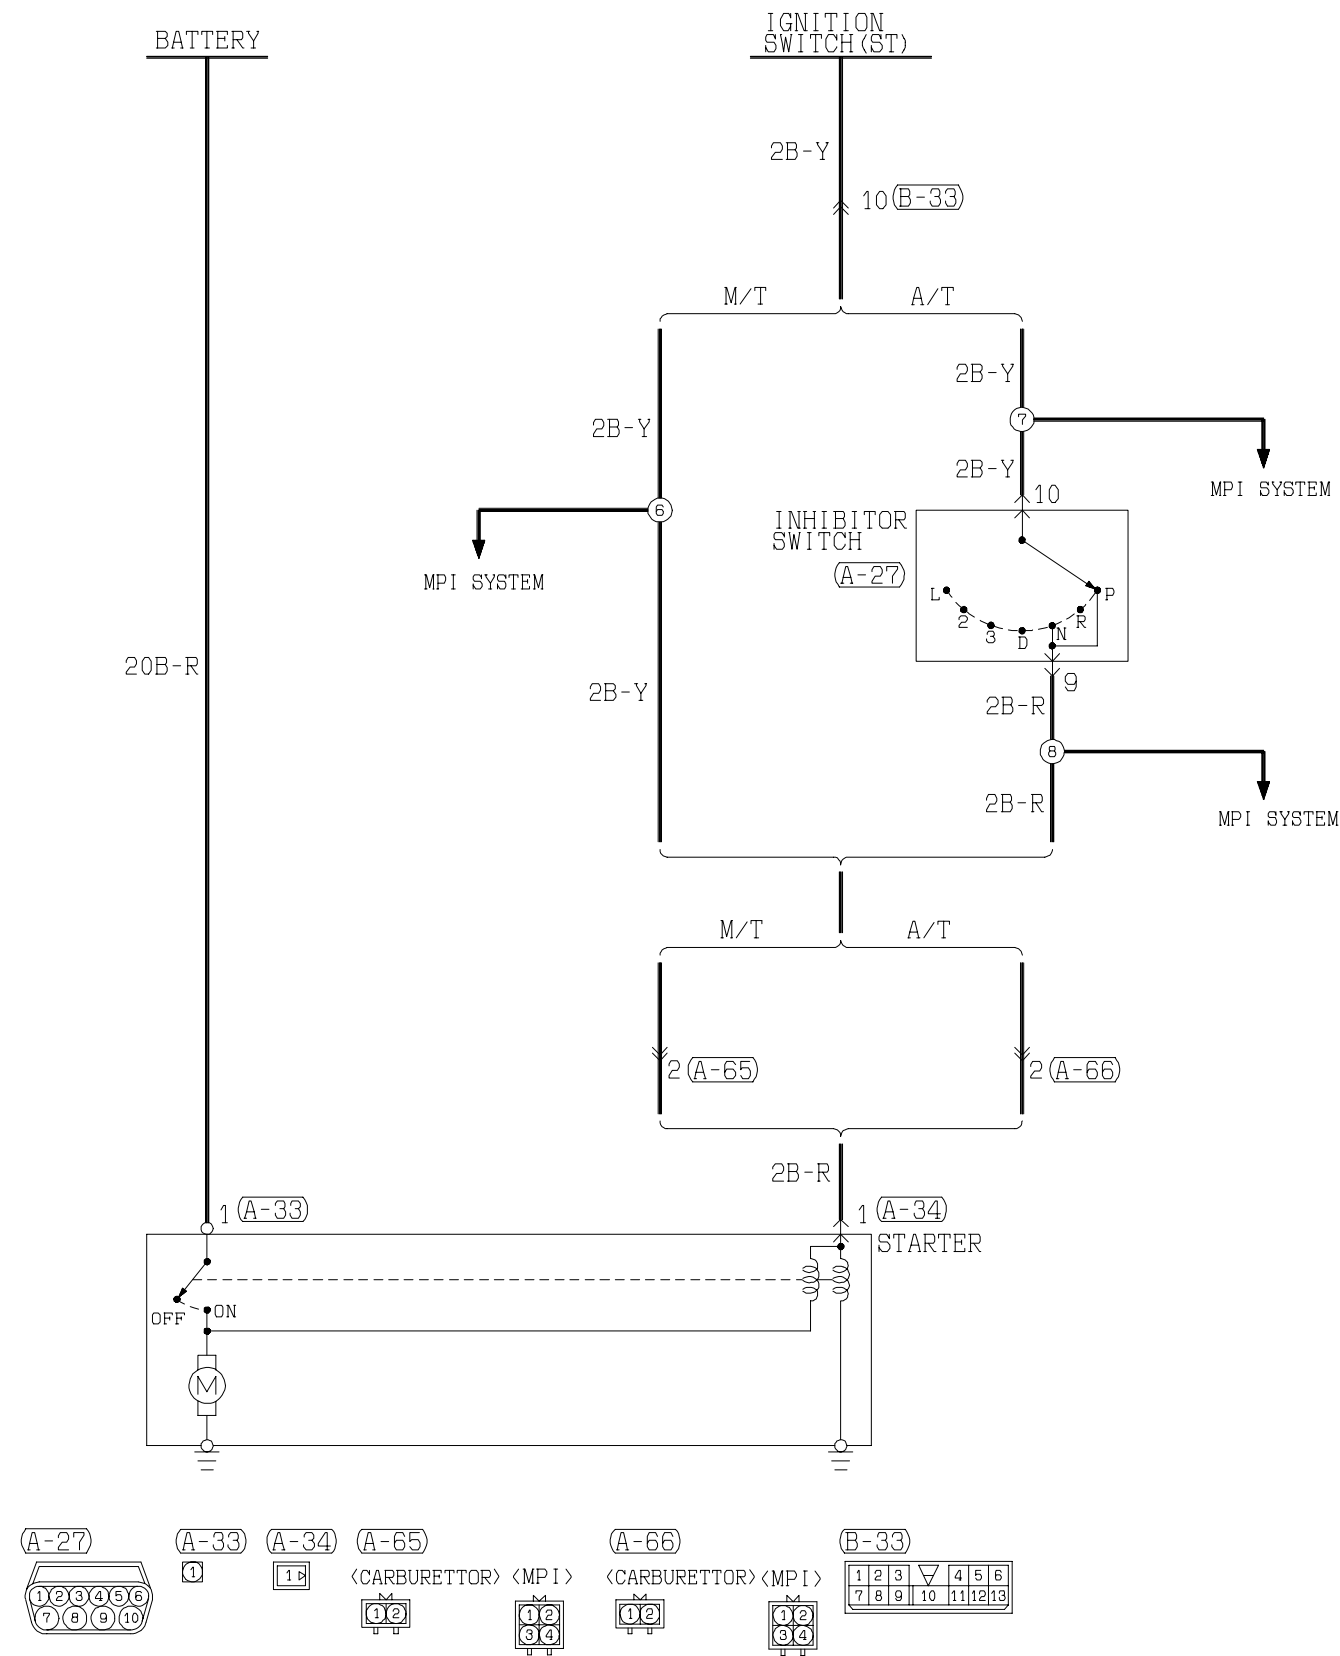 BATTERY
IGNITION
SWITCH(ST)
2B-Y
10 (B-33)
M/T
A/T
2B-Y
7
2B-Y
2B-Y
10
MPI SYSTEM
6
INHIBITOR
SWITCH
(A-27)
MPI SYSTEM
L
2
3
D
N
R
P
20B-R
2B-Y
9
2B-R
8
2B-R
MPI SYSTEM
M/T
A/T
2 (A-65)
2 (A-66)
2B-R
1 (A-33)
1 (A-34)
STARTER
OFF
ON
M
(A-27)
1 2 3 4 5 6
7 8 9 10
(A-33)
1
(A-34)
1
(A-65)
<CARBURETTOR>
1 2
<MPI>
1 2
3 4
(A-66)
<CARBURETTOR>
1 2
<MPI>
1 2
3 4
(B-33)
1 2 3 4 5 6
7 8 9 10 11 12 13